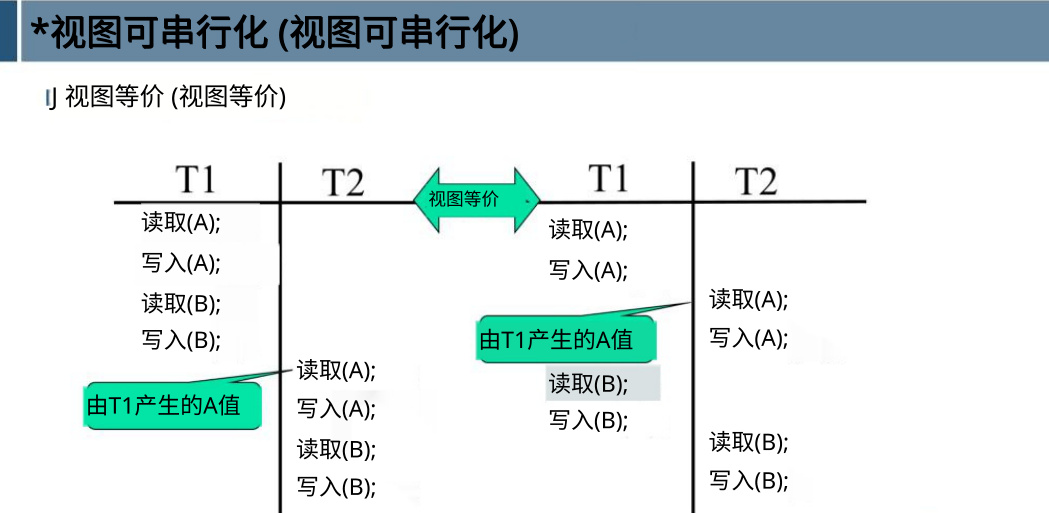 *视图可串行化 (视图可串行化)
视图等价 (视图等价)
T1
T2
视图等价
T1
T2
读取(A);
写入(A);
读取(B);
写入(B);
由T1产生的A值
读取(A);
写入(A);
读取(B);
写入(B);
读取(A);
写入(A);
由T1产生的A值
读取(A);
写入(A);
读取(B);
写入(B);
读取(B);
写入(B);